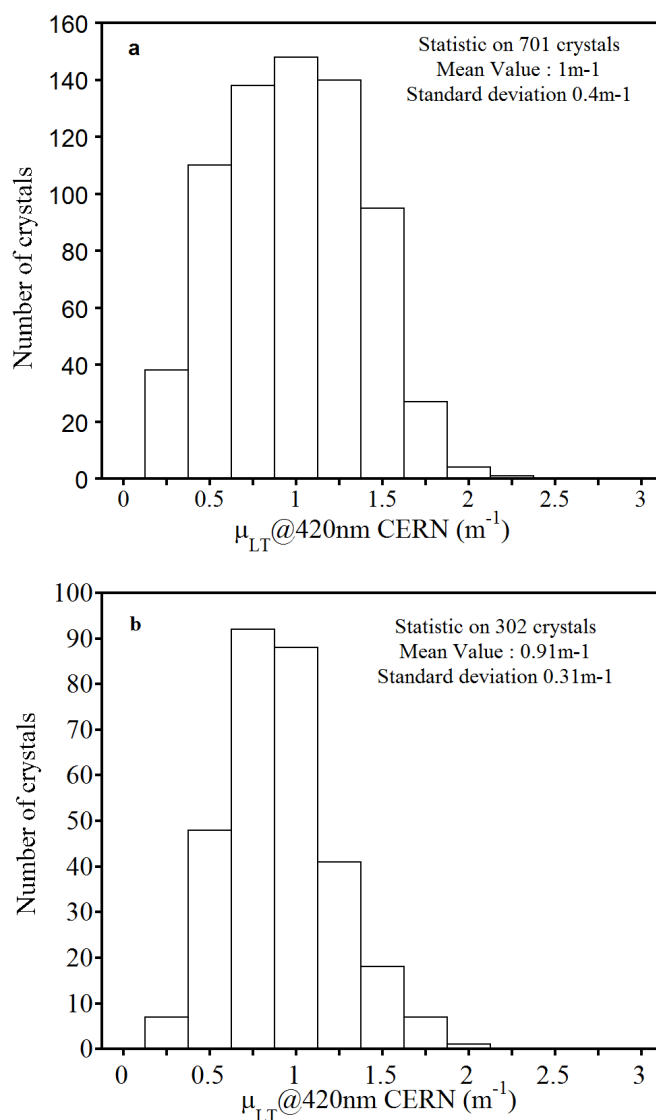 a
Statistic on 701 crystals
Mean Value : 1m-1
Standard deviation 0.4m-1
Number of crystals
160
140
120
100
80
60
40
20
0
0 0.5 1 1.5 2 2.5 3
μLT@420nm CERN (m-1)
b
Statistic on 302 crystals
Mean Value : 0.91m-1
Standard deviation 0.31m-1
Number of crystals
100
90
80
70
60
50
40
30
20
10
0
0 0.5 1 1.5 2 2.5 3
μLT@420nm CERN (m-1)